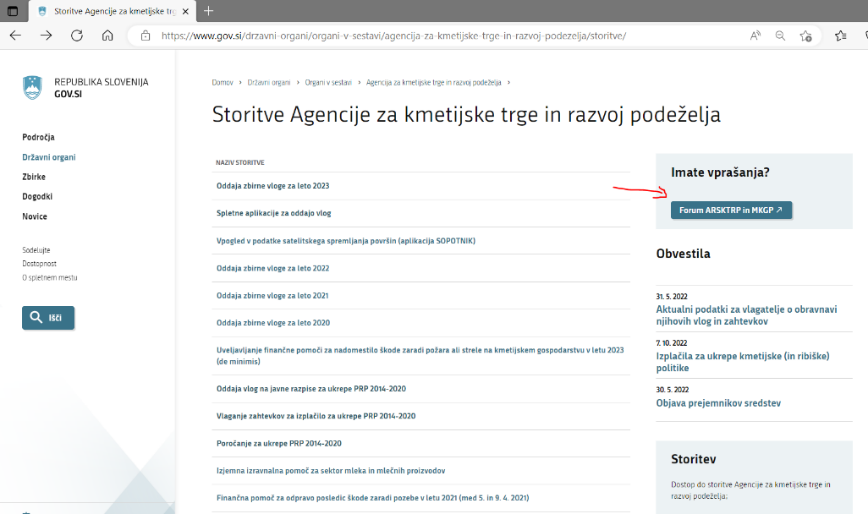 Storitve Agencije za kmetijske trg
https://www.gov.si/drzavni-organi/organi-v-sestavi/agencija-za-kmetijske-trge-in-razvoj-podezelja/storitve/
REPUBLIKA SLOVENIJA
GOV.SI
Področja
Državni organi
Zbirke
Dogodki
Novice
Sodelujte
Dostopnost
O spletnem mestu
Išči
Domov > Državni organi > Organi v sestavi > Agencija za kmetijske trge in razvoj podeželja >
Storitve Agencije za kmetijske trge in razvoj podeželja
NAZIV STORITVE
Oddaja zbirne vloge za leto 2023
Spletne aplikacije za oddajo vlog
Vpogled v podatke satelitskega spremljanja površin (aplikacija SOPOTNIK)
Oddaja zbirne vloge za leto 2022
Oddaja zbirne vloge za leto 2021
Oddaja zbirne vloge za leto 2020
Uveljavljanje finančne pomoči za nadomestilo škode zaradi požara ali strele na kmetijskem gospodarstvu v letu 2023
(de minimis)
Oddaja vlog na javne razpise za ukrepe PRP 2014-2020
Vlaganje zahtevkov za izplačilo za ukrepe PRP 2014-2020
Poročanje za ukrepe PRP 2014-2020
Izjemna izravnalna pomoč za sektor mleka in mlečnih proizvodov
Finančna pomoč za odpravo posledic škode zaradi pozebe v letu 2021 (med 5. in 9. 4. 2021)
Imate vprašanja?
Forum ARSKTRP in MKGP
Obvestila
31. 5. 2022
Aktualni podatki za vlagatelje o obravnavi
njihovih vlog in zahtevkov
7. 10. 2022
Izplačila za ukrepe kmetijske (in ribiške)
politike
30. 5. 2022
Objava prejemnikov sredstev
Storitev
Dostop do storitve Agencije za kmetijske trge in
razvoj podeželja.